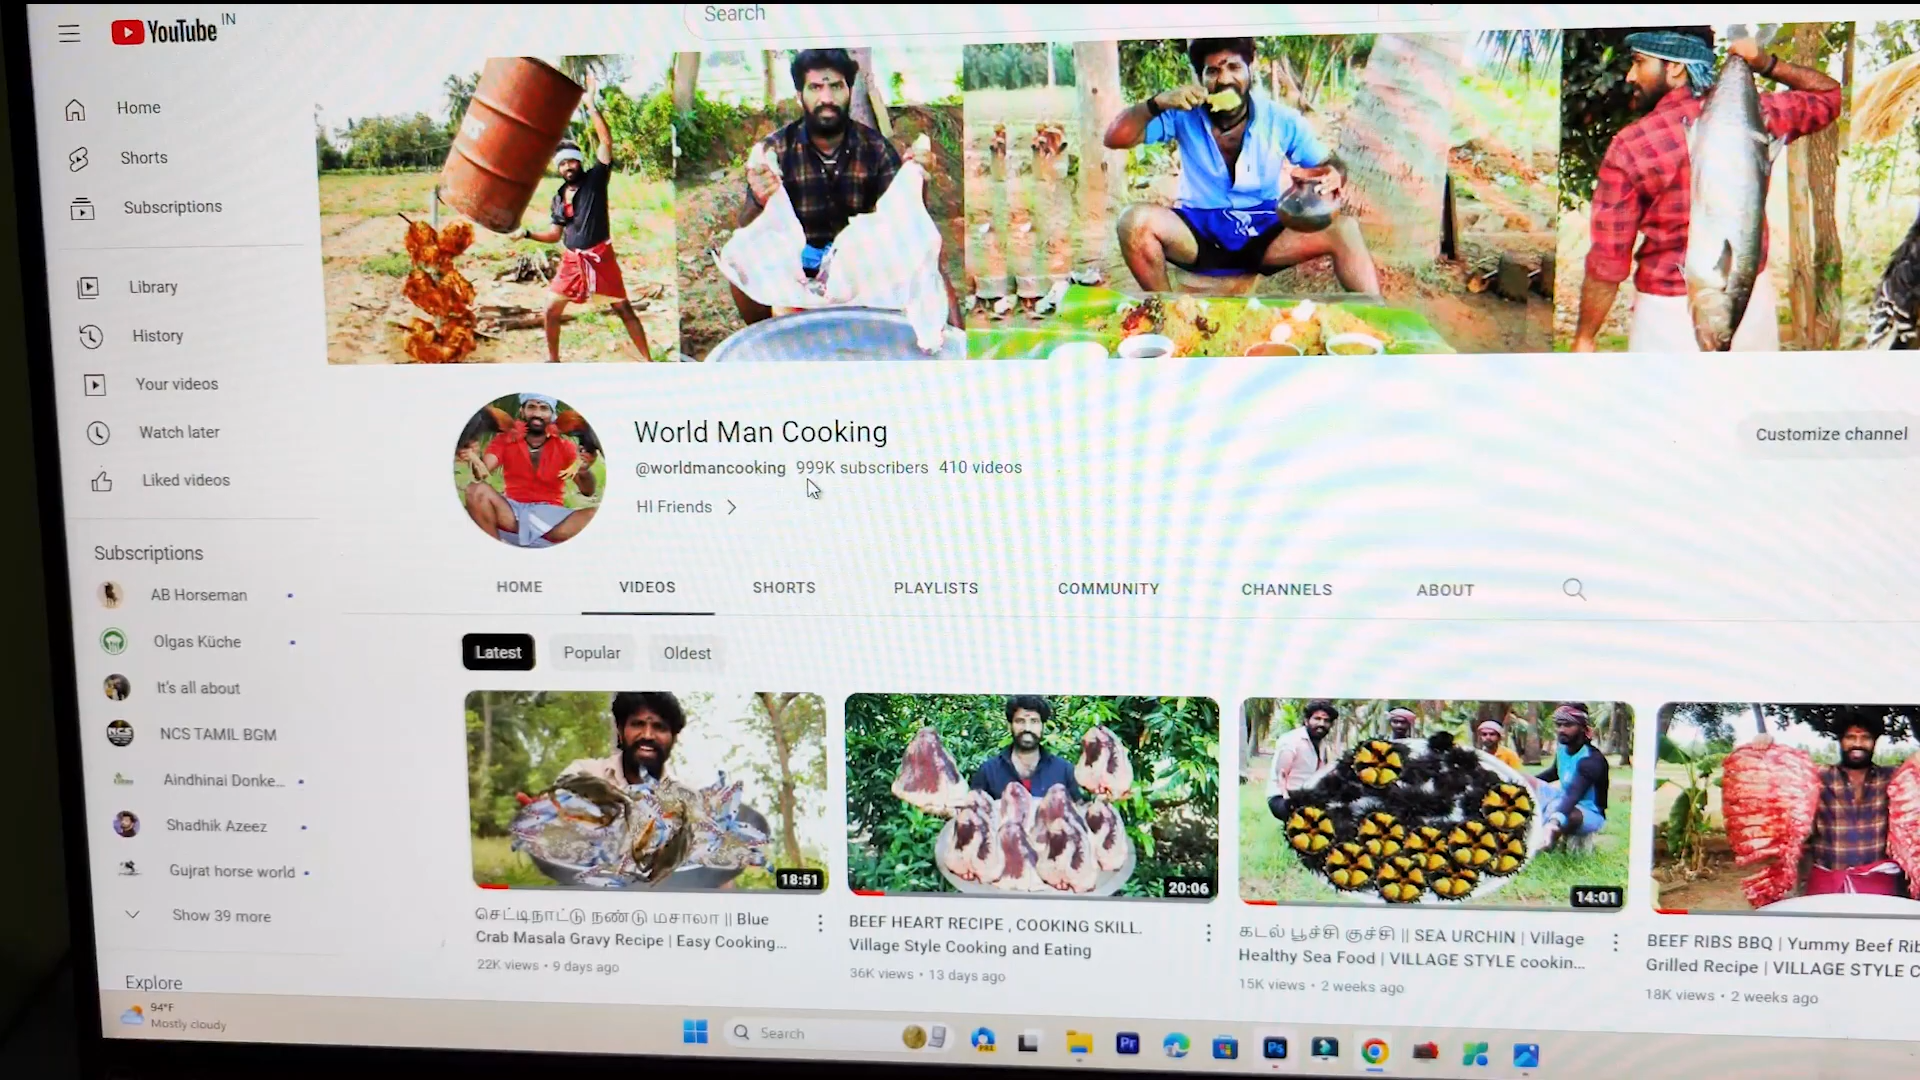 YouTube IN
Search
Home
Shorts
Subscriptions
Library
History
Your videos
Watch later
Liked videos
Subscriptions
AB Horseman
Olgas Küche
It's all about
NCS TAMIL BGM
Aindhinai Donke...
Shadhik Azeez
Gujrat horse world
Show 39 more
Explore
World Man Cooking
@worldmancooking 999K subscribers 410 videos
HI Friends
Customize channel
HOME VIDEOS SHORTS PLAYLISTS COMMUNITY CHANNELS ABOUT
Latest Popular Oldest
18:51
செட்டிநாட்டு நண்டு மசாலா || Blue
Crab Masala Gravy Recipe | Easy Cooking...
22K views • 9 days ago
20:06
BEEF HEART RECIPE , COOKING SKILL.
Village Style Cooking and Eating
36K views • 13 days ago
14:01
கடல் பூச்சி குச்சி || SEA URCHIN | Village
Healthy Sea Food | VILLAGE STYLE cookin...
15K views • 2 weeks ago
BEEF RIBS BBQ | Yummy Beef Rib
Grilled Recipe | VILLAGE STYLE C
18K views • 2 weeks ago
94°F
Mostly cloudy
Search
PRE
Pr
Ps